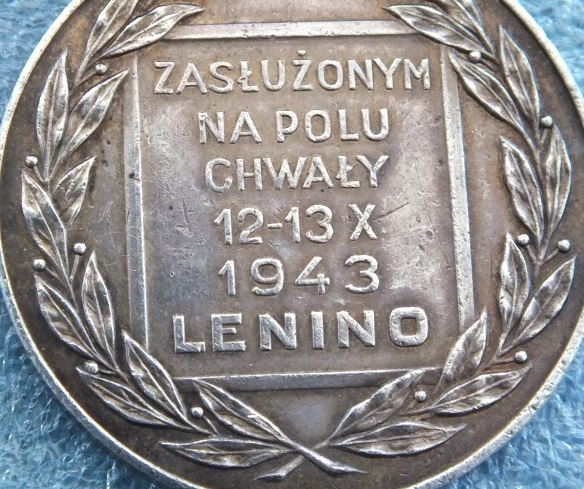 ZASŁUŻONYM
NA POLU
CHWAŁY
12-13 X
1943
LENINO